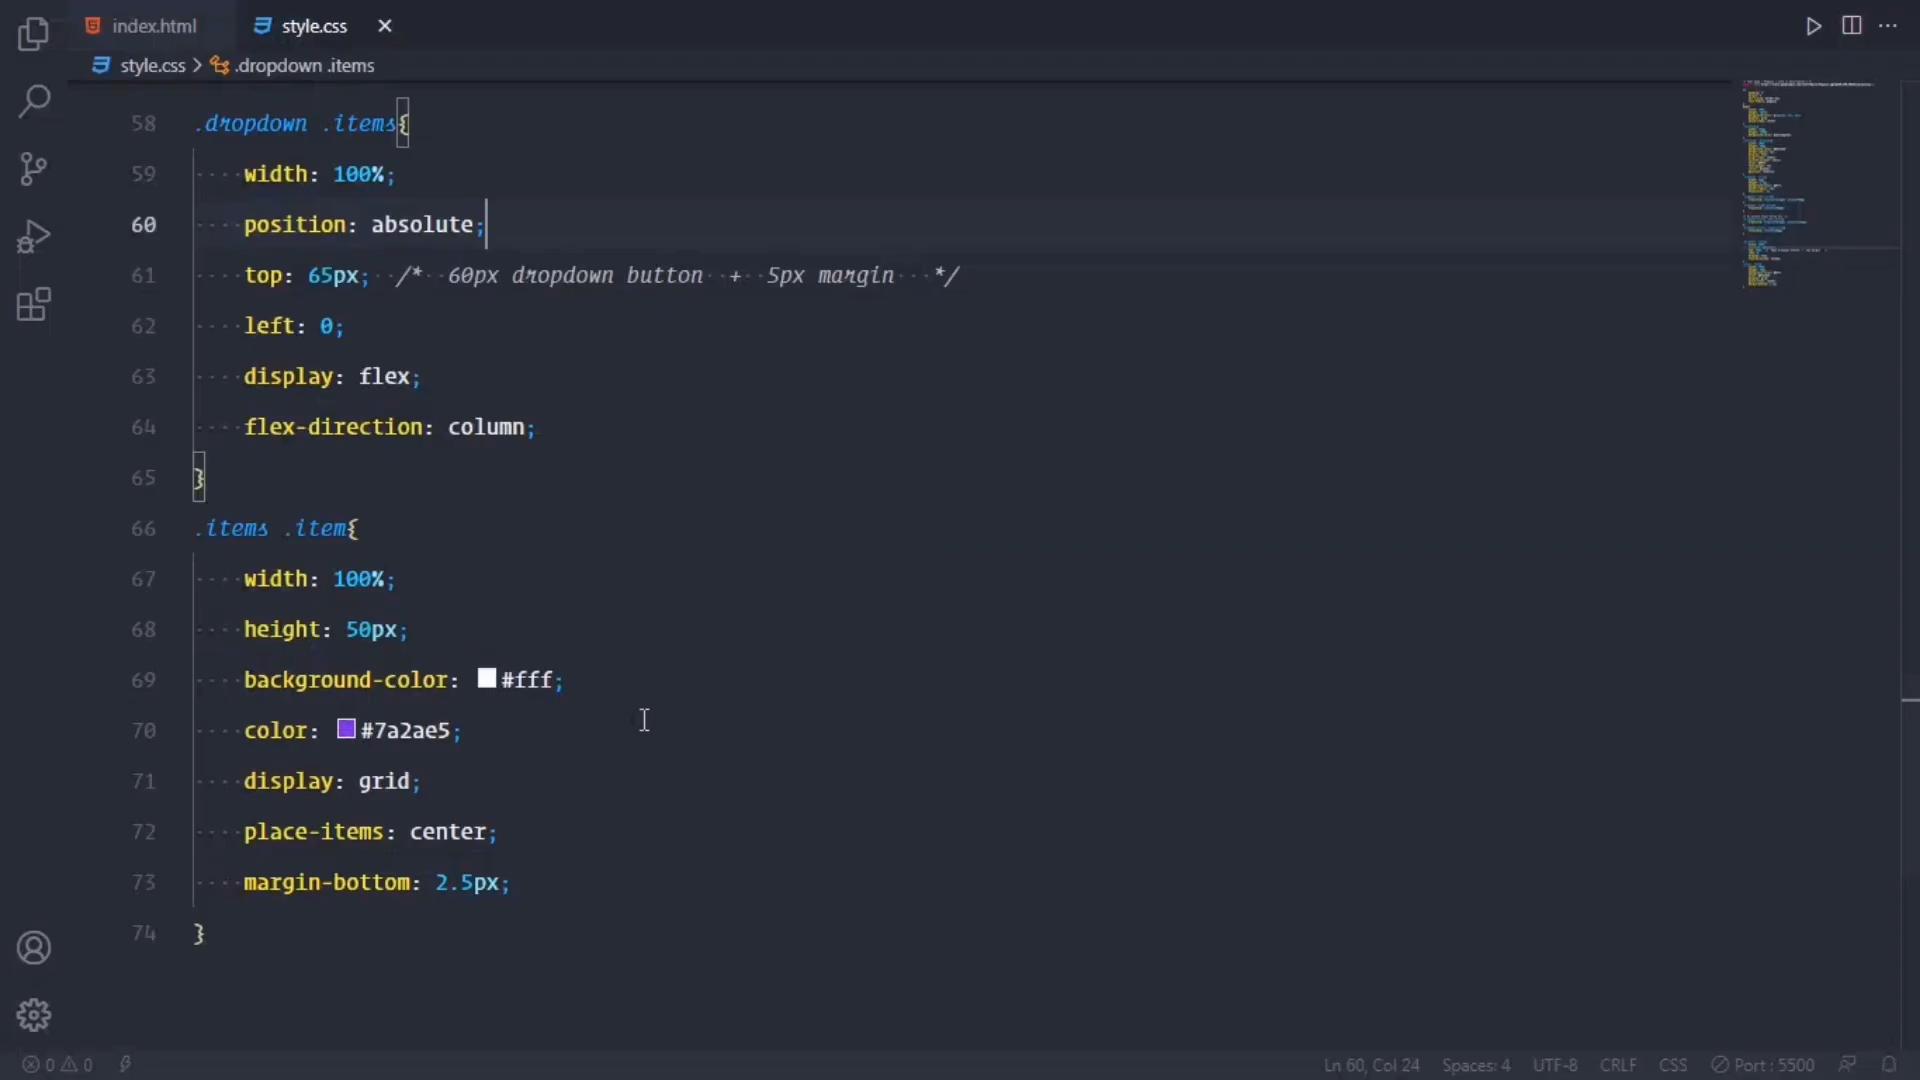 index.html
style.css
style.css > .dropdown .items
58 .dropdown .items{
59 width: 100%;
60 position: absolute;
61 top: 65px; /* 60px dropdown button + 5px margin */
62 left: 0;
63 display: flex;
64 flex-direction: column;
65 }
66 .items .item{
67 width: 100%;
68 height: 50px;
69 background-color: #fff;
70 color: #7a2ae5;
71 display: grid;
72 place-items: center;
73 margin-bottom: 2.5px;
74 }
0 0 Ln 60, Col 24 Spaces: 4 UTF-8 CRLF CSS Port : 5500